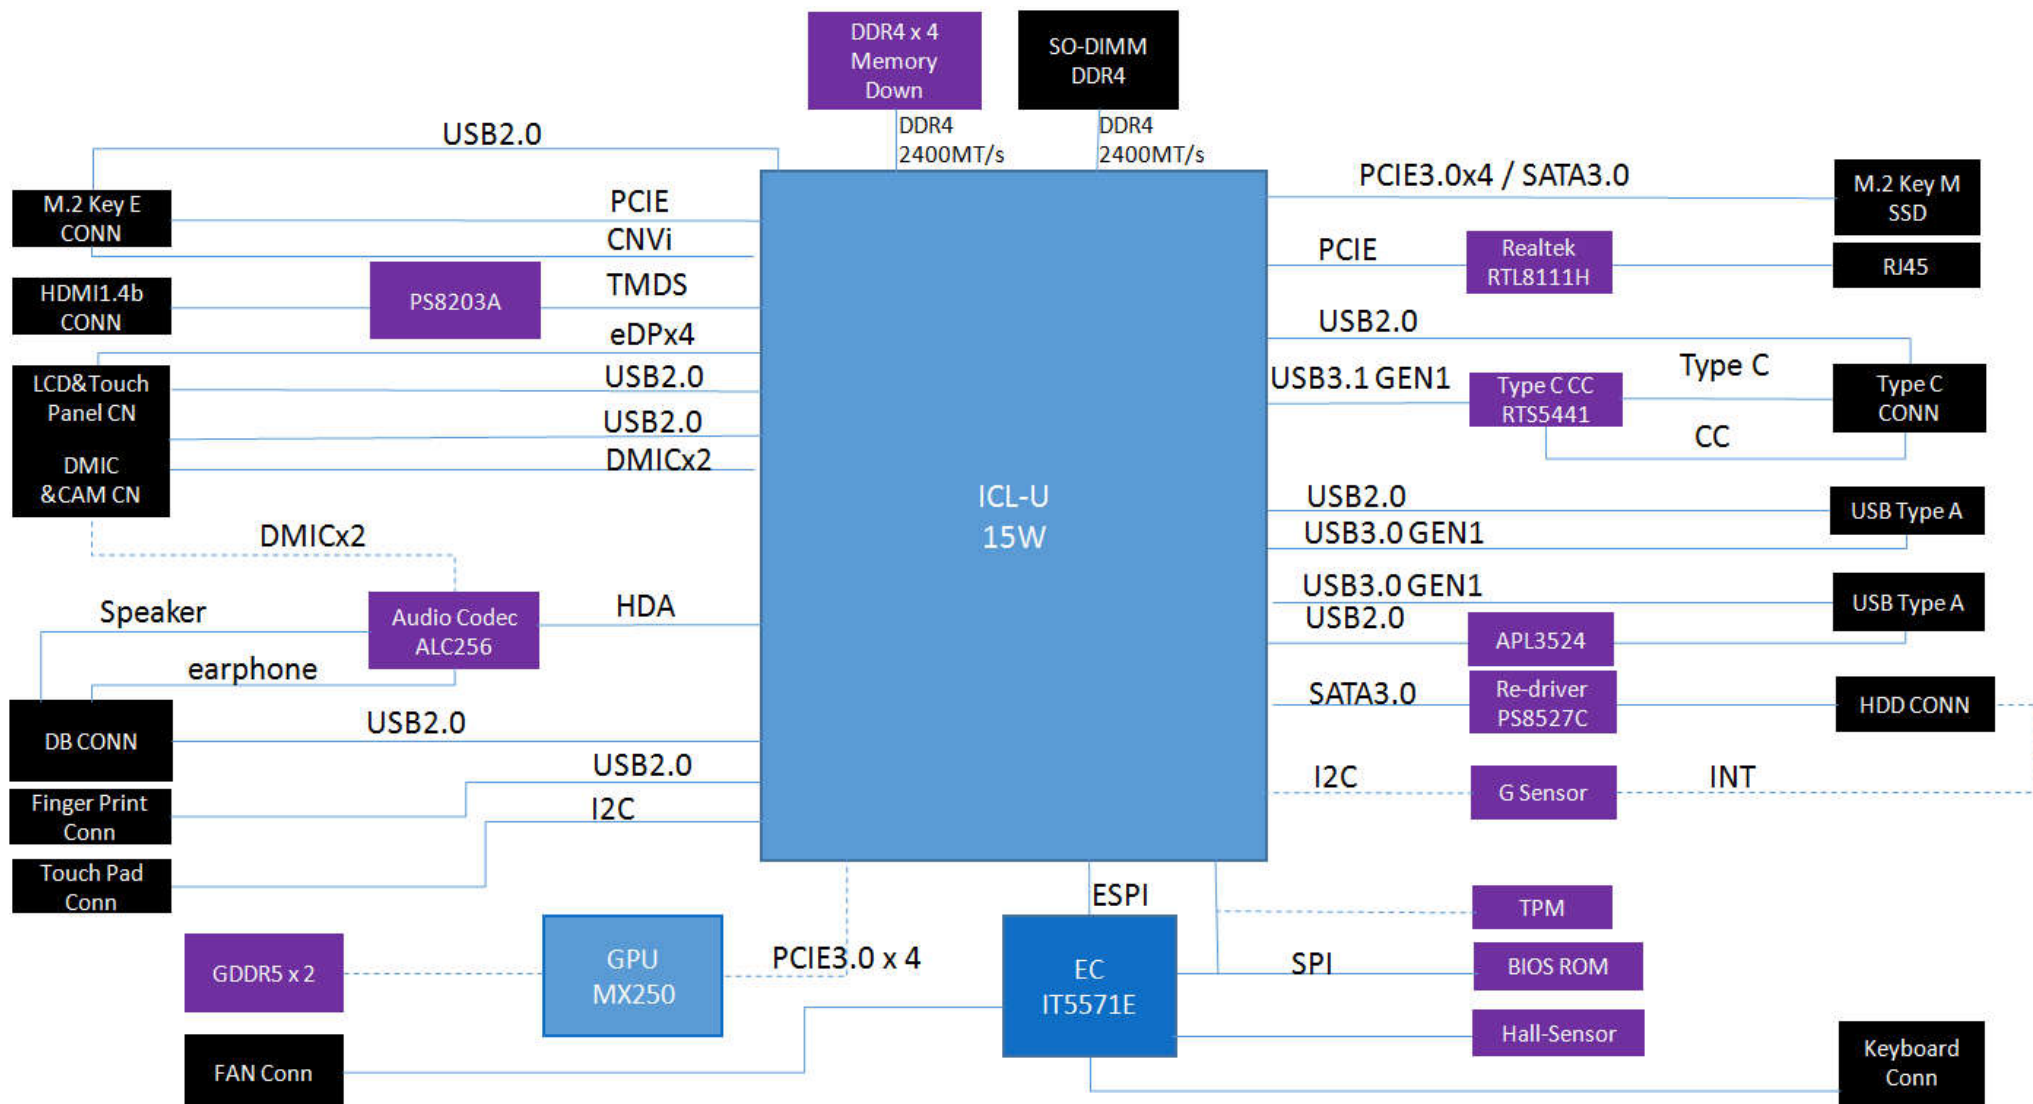 DDR4 x 4
Memory
Down
SO-DIMM
DDR4
DDR4
2400MT/s
DDR4
2400MT/s
USB2.0
M.2 Key E
CONN
PCIE
CNVi
HDMI1.4b
CONN
PS8203A
TMDS
eDPx4
LCD&Touch
Panel CN
USB2.0
USB2.0
DMIC
&CAM CN
DMICx2
DMICx2
Speaker
Audio Codec
ALC256
HDA
earphone
DB CONN
USB2.0
USB2.0
Finger Print
Conn
I2C
Touch Pad
Conn
ICL-U
15W
PCIE3.0x4 / SATA3.0
M.2 Key M
SSD
PCIE
Realtek
RTL8111H
RJ45
USB2.0
USB3.1 GEN1
Type C CC
RTS5441
Type C
Type C
CONN
CC
USB2.0
USB Type A
USB3.0 GEN1
USB3.0 GEN1
USB Type A
USB2.0
APL3524
SATA3.0
Re-driver
PS8527C
HDD CONN
I2C
G Sensor
INT
GDDR5 x 2
GPU
MX250
PCIE3.0 x 4
ESPI
EC
IT5571E
TPM
SPI
BIOS ROM
Hall-Sensor
FAN Conn
Keyboard
Conn